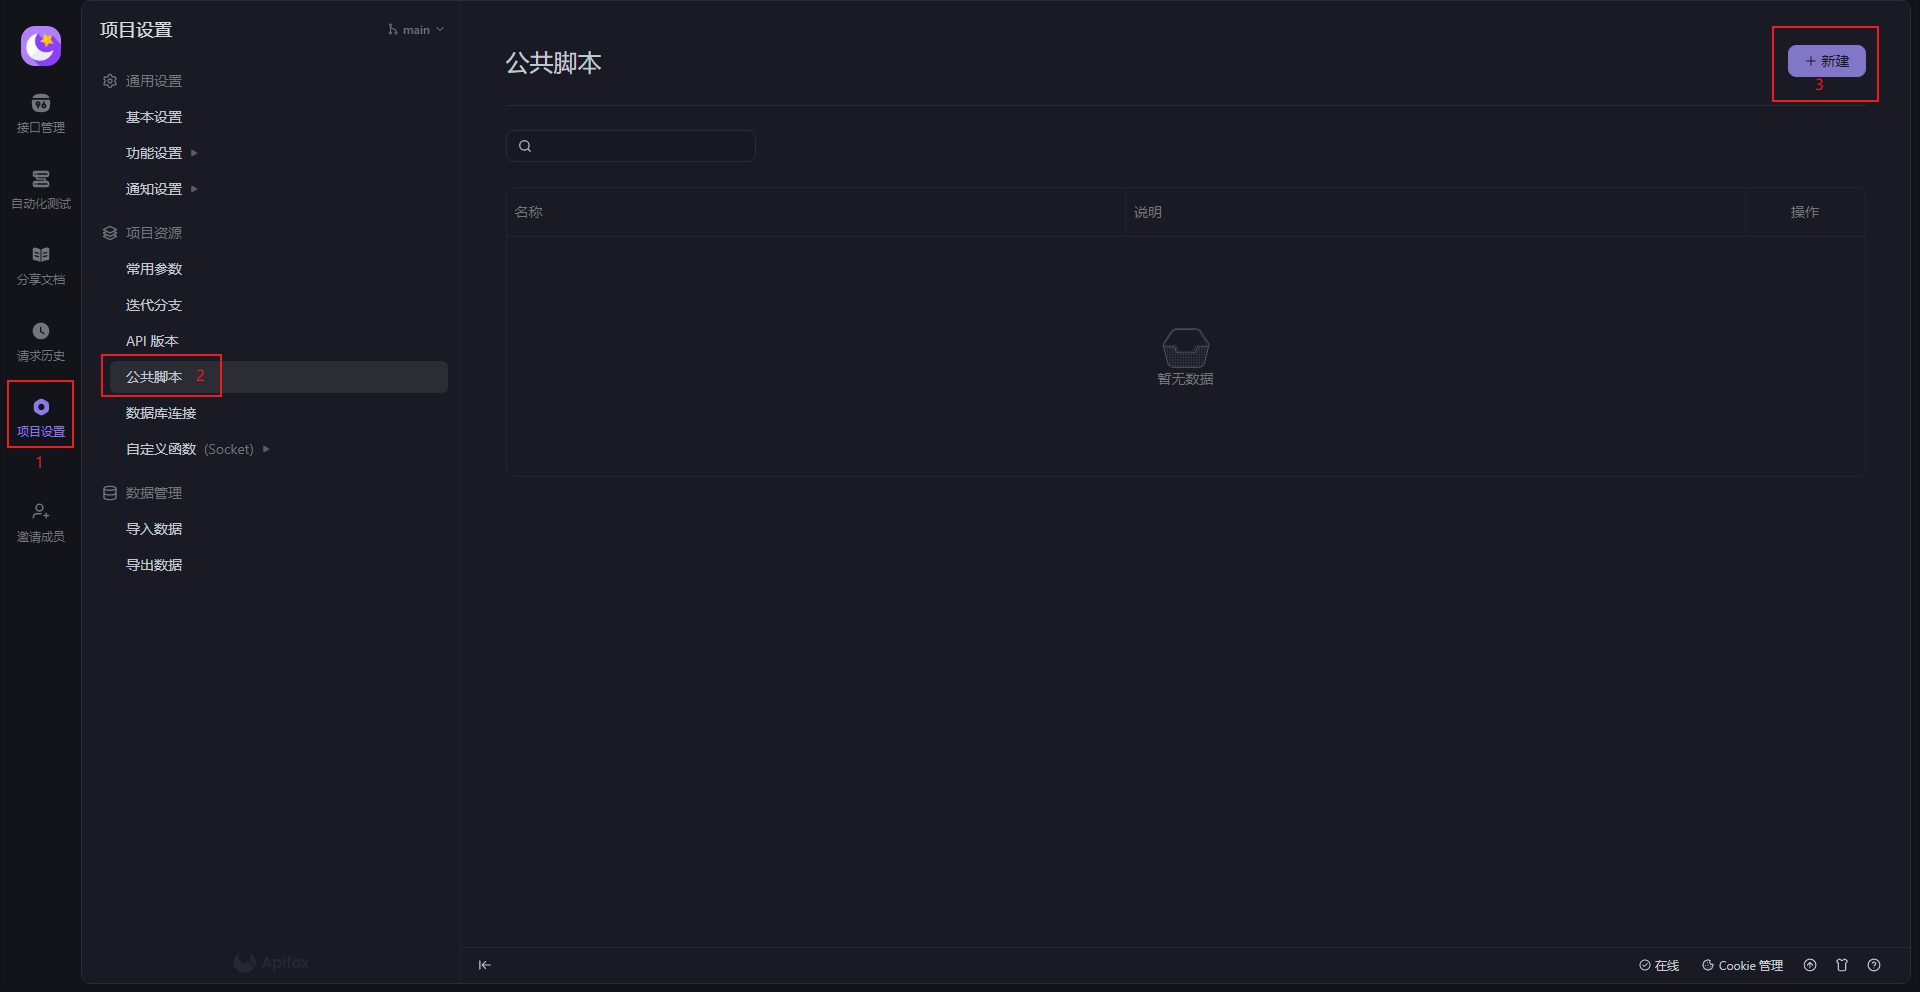 接口管理
自动化测试
分享文档
请求历史
项目设置
1
邀请成员
项目设置
main
通用设置
基本设置
功能设置
通知设置
项目资源
常用参数
迭代分支
API 版本
公共脚本 2
数据库连接
自定义函数 (Socket)
数据管理
导入数据
导出数据
Apifox
公共脚本
+ 新建
3
名称 说明 操作
暂无数据
在线 Cookie 管理